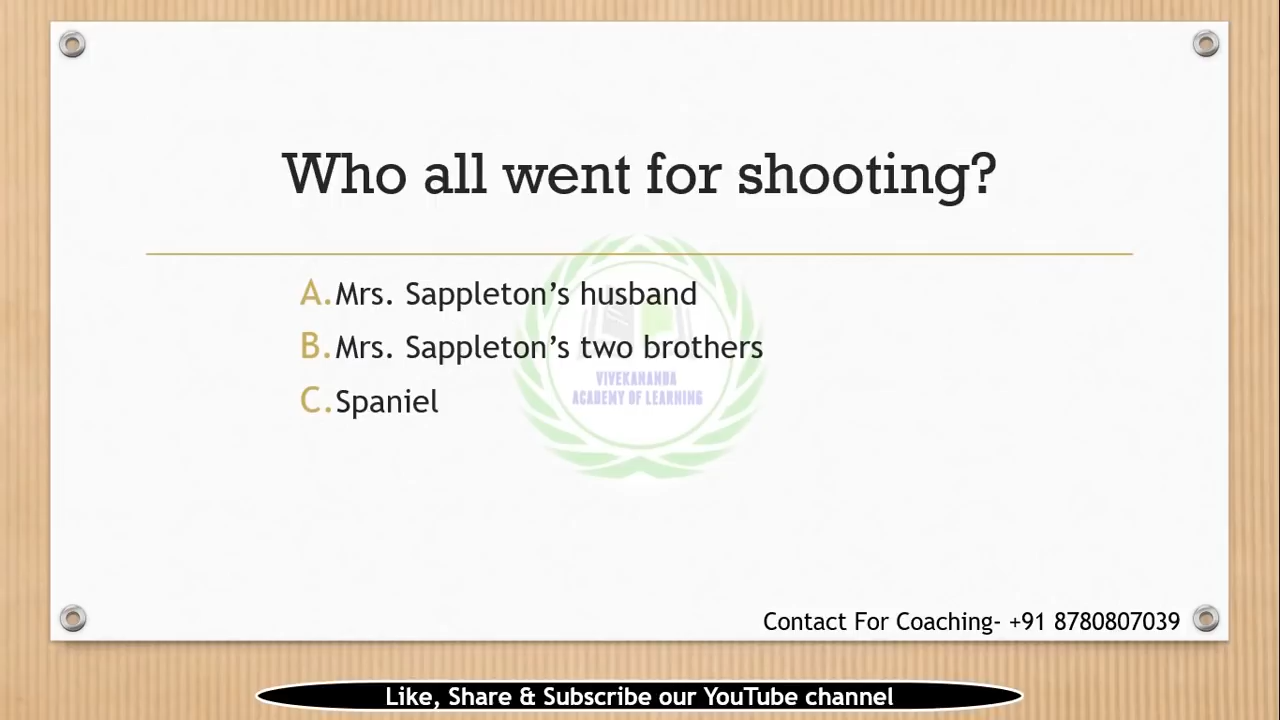 Who all went for shooting?
A. Mrs. Sappleton’s husband
B. Mrs. Sappleton’s two brothers
C. Spaniel
VIVEKANANDA
ACADEMY OF LEARNING
Contact For Coaching- +91 8780807039
Like, Share & Subscribe our YouTube channel